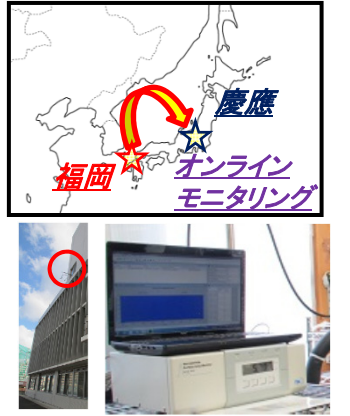 慶應
福岡
オンライン
モニタリング